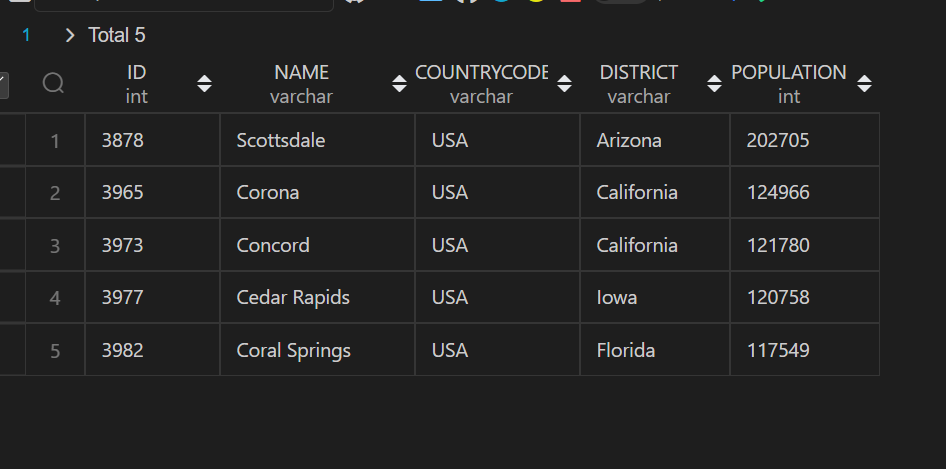 1 > Total 5
ID NAME COUNTRYCODE DISTRICT POPULATION
int varchar varchar varchar int
1 3878 Scottsdale USA Arizona 202705
2 3965 Corona USA California 124966
3 3973 Concord USA California 121780
4 3977 Cedar Rapids USA Iowa 120758
5 3982 Coral Springs USA Florida 117549